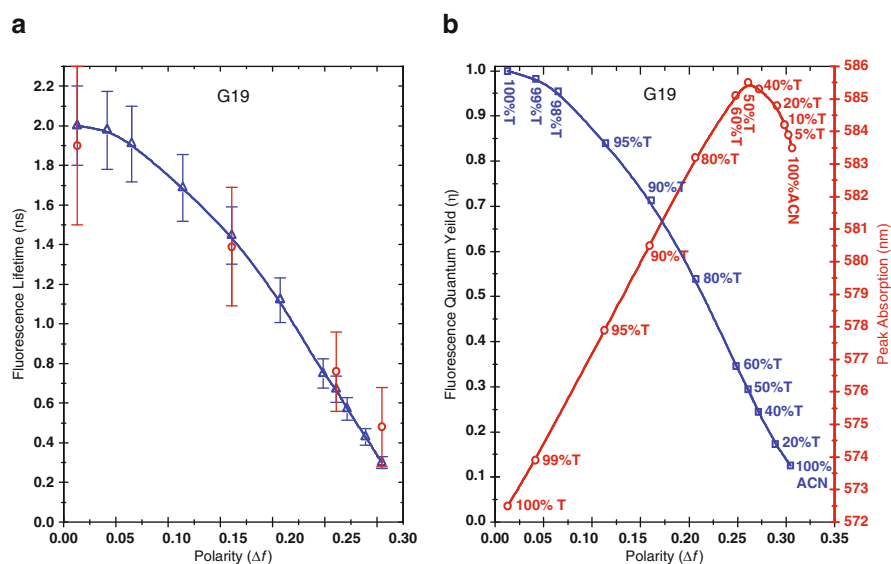 a
G19
Fluorescence Lifetime (ns)
2.2
2.0
1.8
1.6
1.4
1.2
1.0
0.8
0.6
0.4
0.2
0.0
0.00 0.05 0.10 0.15 0.20 0.25 0.30
Polarity (Δf)
b
G19
Fluorescence Quantum Yeild (η)
1.0
0.9
0.8
0.7
0.6
0.5
0.4
0.3
0.2
0.1
0.0
100%T
99%T
98%T
95%T
90%T
80%T
60%T
50%T
40%T
20%T
100%
ACN
100% T
99%T
95%T
90%T
80%T
60%T
50%T
40%T
20%T
10%T
5%T
100%ACN
586
585
584
583
582
581
580
579
578
577
576
575
574
573
572
Peak Absorption (nm)
0.00 0.05 0.10 0.15 0.20 0.25 0.30 0.35
Polarity (Δf)